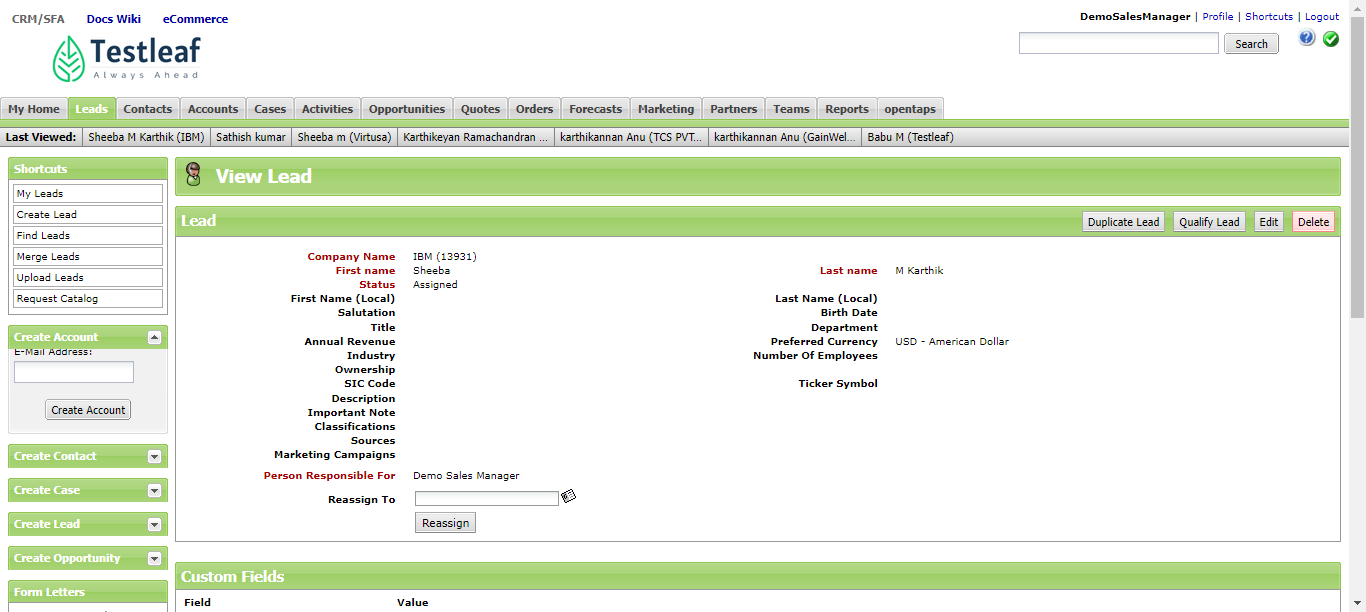 CRM/SFA Docs Wiki eCommerce
DemoSalesManager | Profile | Shortcuts | Logout
Testleaf
Always Ahead
Search
My Home Leads Contacts Accounts Cases Activities Opportunities Quotes Orders Forecasts Marketing Partners Teams Reports opentaps
Last Viewed: Sheeba M Karthik (IBM) Sathish kumar Sheeba m (Virtusa) Karthikeyan Ramachandran ... karthikannan Anu (TCS PVT... karthikannan Anu (GainWel... Babu M (Testleaf)
Shortcuts
My Leads
Create Lead
Find Leads
Merge Leads
Upload Leads
Request Catalog
Create Account
E-Mail Address:
Create Account
Create Contact
Create Case
Create Lead
Create Opportunity
Form Letters
View Lead
Lead
Duplicate Lead Qualify Lead Edit Delete
Company Name IBM (13931)
First name Sheeba Last name M Karthik
Status Assigned
First Name (Local) Last Name (Local)
Salutation Birth Date
Title Department
Annual Revenue Preferred Currency USD - American Dollar
Industry Number Of Employees
Ownership
SIC Code Ticker Symbol
Description
Important Note
Classifications
Sources
Marketing Campaigns
Person Responsible For Demo Sales Manager
Reassign To
Reassign
Custom Fields
Field Value